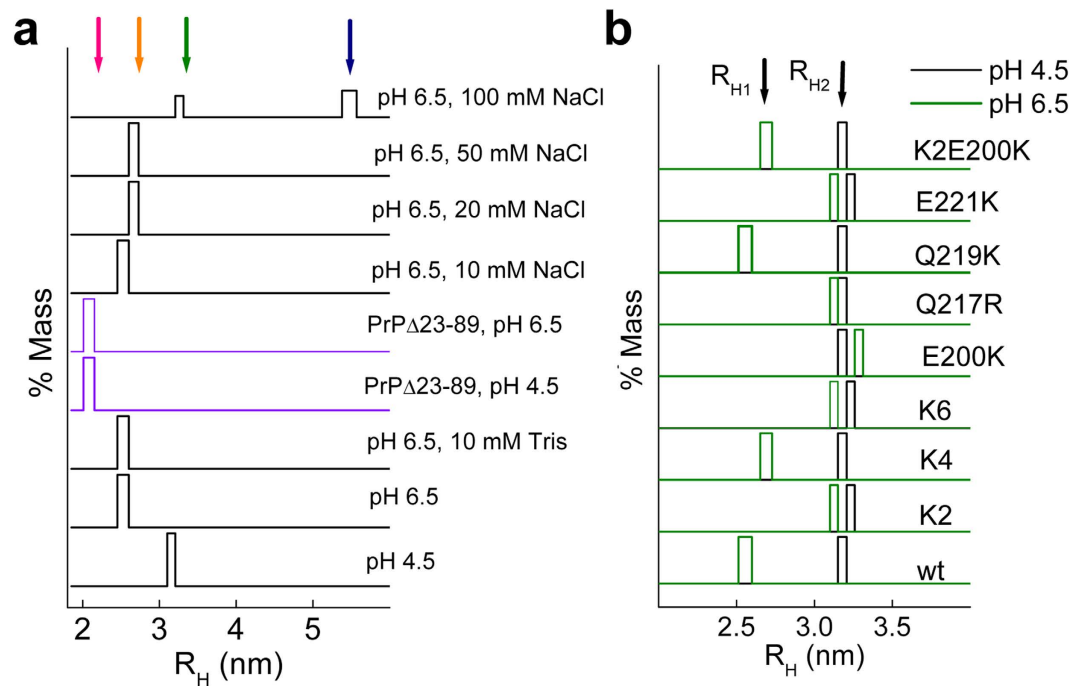 a
pH 6.5, 100 mM NaCl
pH 6.5, 50 mM NaCl
pH 6.5, 20 mM NaCl
pH 6.5, 10 mM NaCl
PrPΔ23-89, pH 6.5
PrPΔ23-89, pH 4.5
pH 6.5, 10 mM Tris
pH 6.5
pH 4.5
% Mass
2 3 4 5
RH (nm)
b
RH1 RH2
pH 4.5
pH 6.5
K2E200K
E221K
Q219K
Q217R
E200K
K6
K4
K2
wt
% Mass
2.5 3.0 3.5
RH (nm)